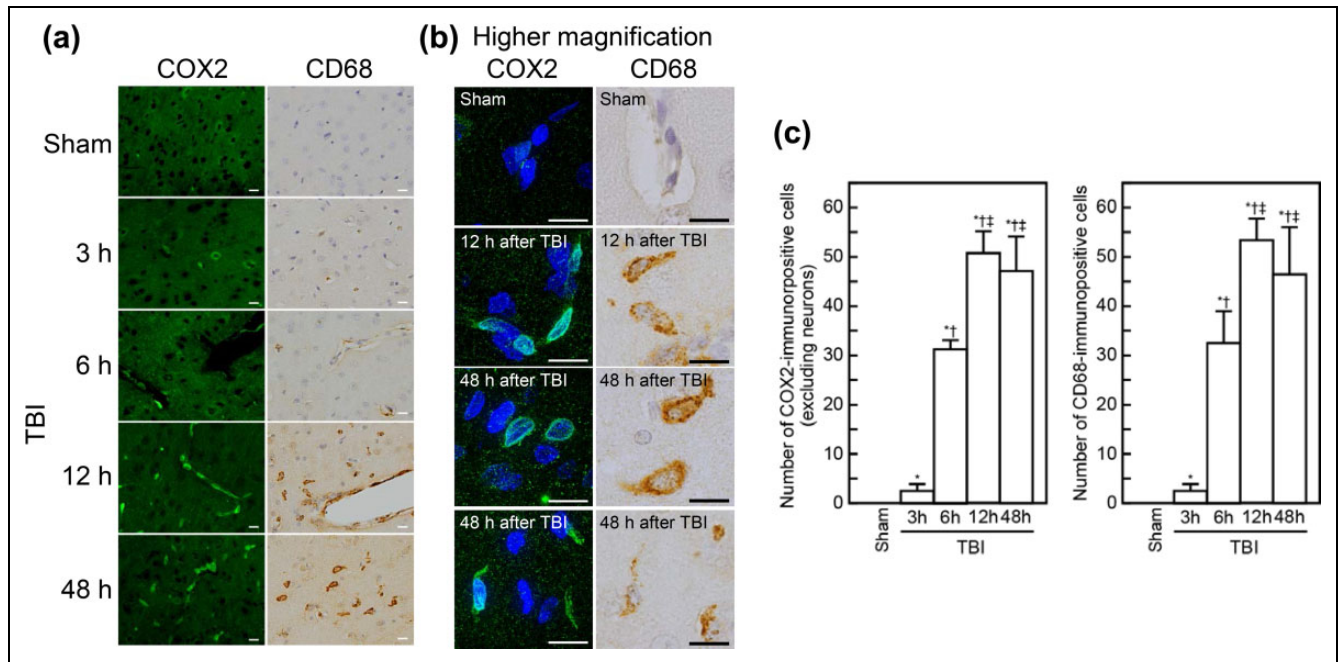 (a)
COX2 CD68
Sham
3 h
6 h
12 h
48 h
TBI
(b) Higher magnification
COX2 CD68
Sham Sham
12 h after TBI 12 h after TBI
48 h after TBI 48 h after TBI
48 h after TBI 48 h after TBI
(c)
Number of COX2-immunorpositive cells
(excluding neurons)
60
50
40
30
20
10
0
*
*†
*†‡
*†‡
Sham 3h 6h 12h 48h
TBI
Number of CD68-immunopositive cells
60
50
40
30
20
10
0
*
*†
*†‡
*†‡
Sham 3h 6h 12h 48h
TBI